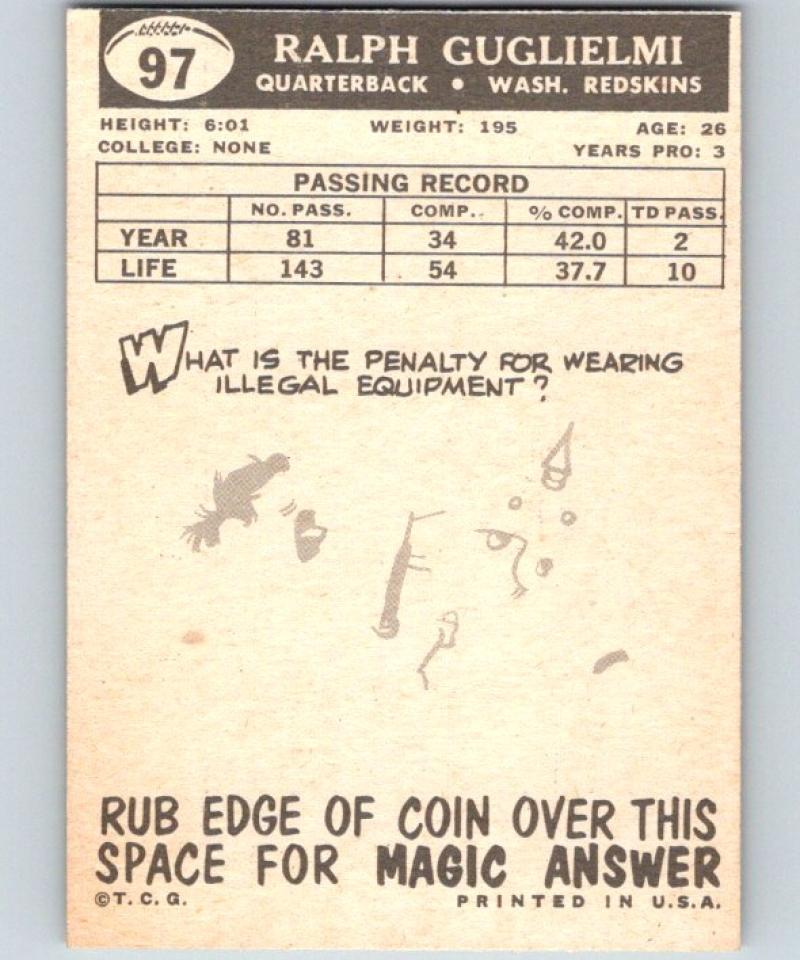 97
RALPH GUGLIELMI
QUARTERBACK • WASH. REDSKINS
HEIGHT: 6:01 WEIGHT: 195 AGE: 26
COLLEGE: NONE YEARS PRO: 3
PASSING RECORD
NO. PASS. COMP.. % COMP. TD PASS.
YEAR 81 34 42.0 2
LIFE 143 54 37.7 10
WHAT IS THE PENALTY FOR WEARING
ILLEGAL EQUIPMENT?
RUB EDGE OF COIN OVER THIS
SPACE FOR MAGIC ANSWER
©T.C.G. PRINTED IN U.S.A.